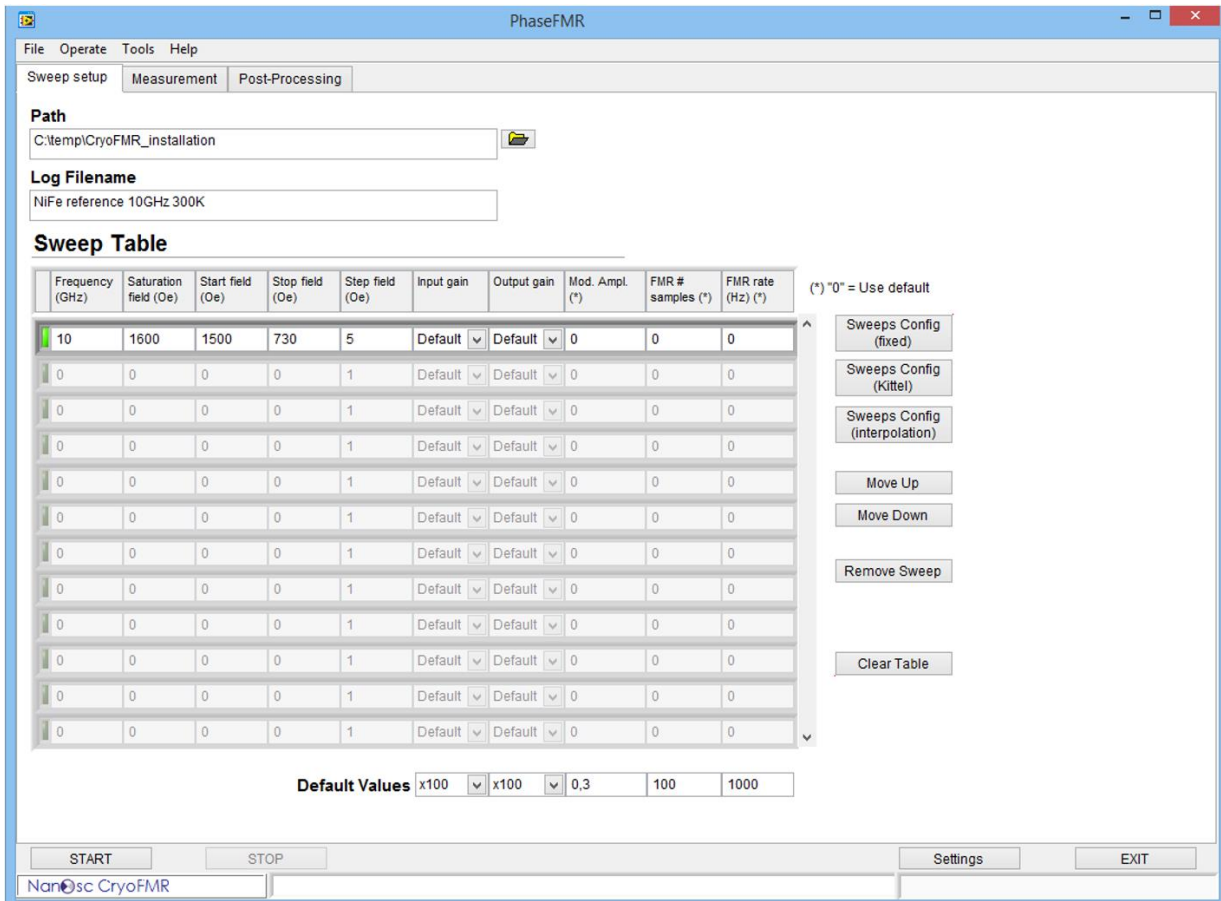 PhaseFMR
File Operate Tools Help
Sweep setup Measurement Post-Processing
Path
C:\temp\CryoFMR_installation
Log Filename
NiFe reference 10GHz 300K
Sweep Table
Frequency (GHz) Saturation field (Oe) Start field (Oe) Stop field (Oe) Step field (Oe) Input gain Output gain Mod. Ampl. (*) FMR # samples (*) FMR rate (Hz) (*)
(*) "0" = Use default
10 1600 1500 730 5 Default Default 0 0 0
0 0 0 0 1 Default Default 0 0 0
0 0 0 0 1 Default Default 0 0 0
0 0 0 0 1 Default Default 0 0 0
0 0 0 0 1 Default Default 0 0 0
0 0 0 0 1 Default Default 0 0 0
0 0 0 0 1 Default Default 0 0 0
0 0 0 0 1 Default Default 0 0 0
0 0 0 0 1 Default Default 0 0 0
0 0 0 0 1 Default Default 0 0 0
0 0 0 0 1 Default Default 0 0 0
0 0 0 0 1 Default Default 0 0 0
Sweeps Config
(fixed)
Sweeps Config
(Kittel)
Sweeps Config
(interpolation)
Move Up
Move Down
Remove Sweep
Clear Table
Default Values x100 x100 0,3 100 1000
START STOP Settings EXIT
NanOsc CryoFMR